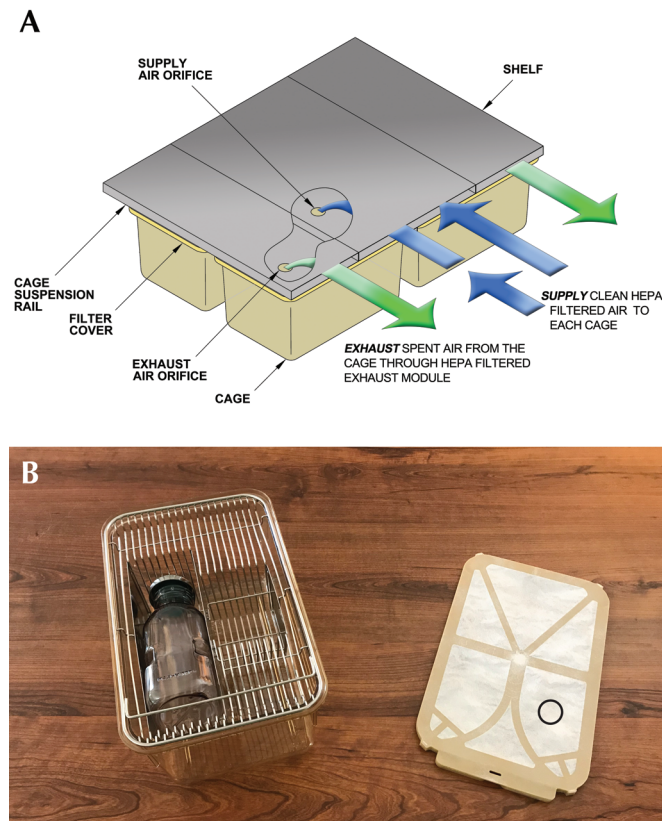 A
SUPPLY
AIR ORIFICE
SHELF
CAGE
SUSPENSION
RAIL
FILTER
COVER
EXHAUST
AIR ORIFICE
CAGE
SUPPLY CLEAN HEPA
FILTERED AIR TO
EACH CAGE
EXHAUST SPENT AIR FROM THE
CAGE THROUGH HEPA FILTERED
EXHAUST MODULE
B